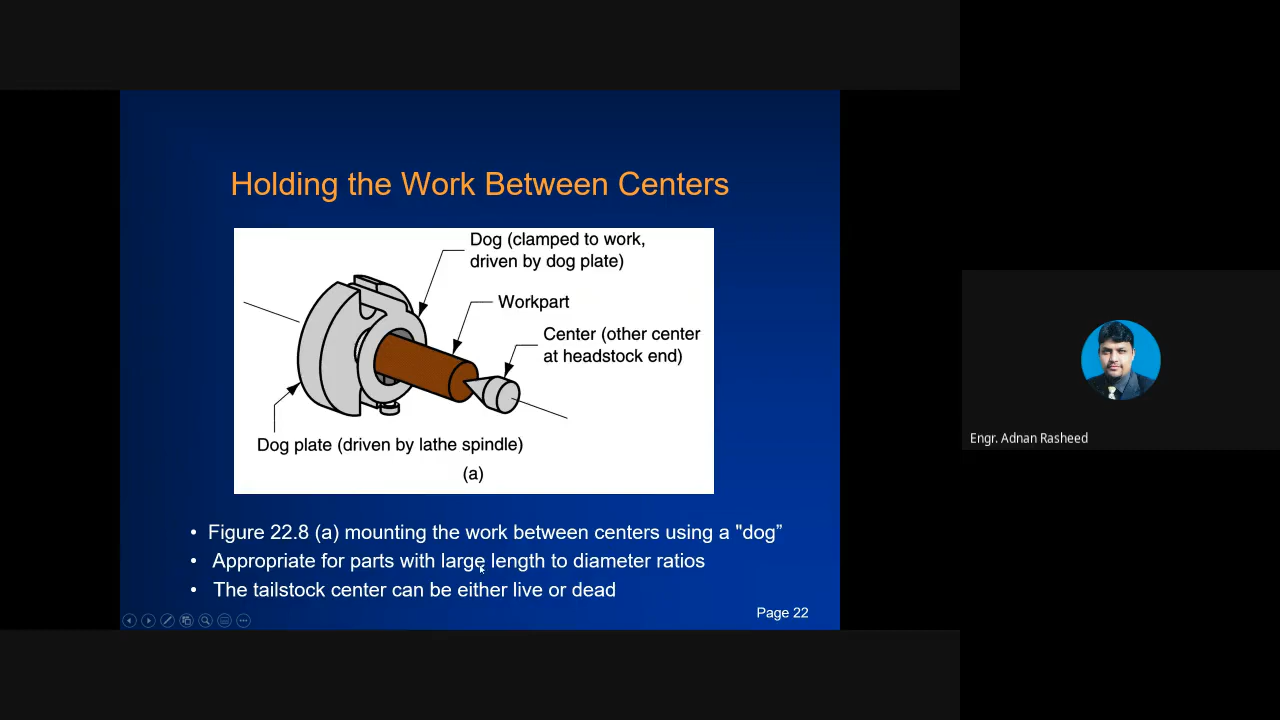 Holding the Work Between Centers
Dog (clamped to work,
driven by dog plate)
Workpart
Center (other center
at headstock end)
Dog plate (driven by lathe spindle)
(a)
• Figure 22.8 (a) mounting the work between centers using a "dog”
• Appropriate for parts with large length to diameter ratios
• The tailstock center can be either live or dead
Page 22
Engr. Adnan Rasheed